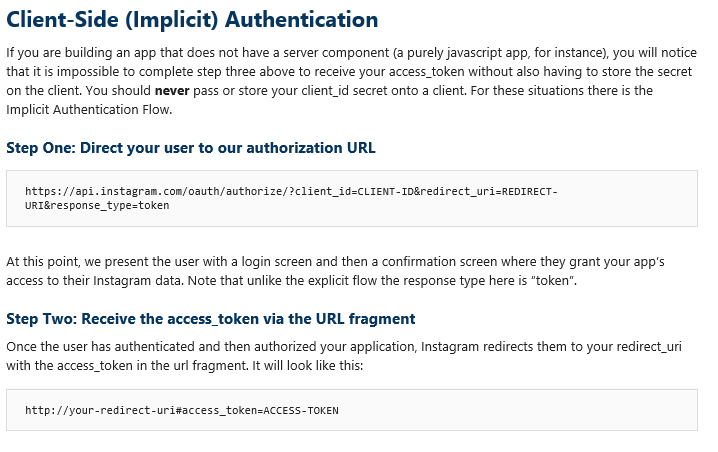 Client-Side (Implicit) Authentication
If you are building an app that does not have a server component (a purely javascript app, for instance), you will notice
that it is impossible to complete step three above to receive your access_token without also having to store the secret
on the client. You should never pass or store your client_id secret onto a client. For these situations there is the
Implicit Authentication Flow.
Step One: Direct your user to our authorization URL
https://api.instagram.com/oauth/authorize/?client_id=CLIENT-ID&redirect_uri=REDIRECT-
URI&response_type=token
At this point, we present the user with a login screen and then a confirmation screen where they grant your app's
access to their Instagram data. Note that unlike the explicit flow the response type here is “token”.
Step Two: Receive the access_token via the URL fragment
Once the user has authenticated and then authorized your application, Instagram redirects them to your redirect_uri
with the access_token in the url fragment. It will look like this:
http://your-redirect-uri#access_token=ACCESS-TOKEN